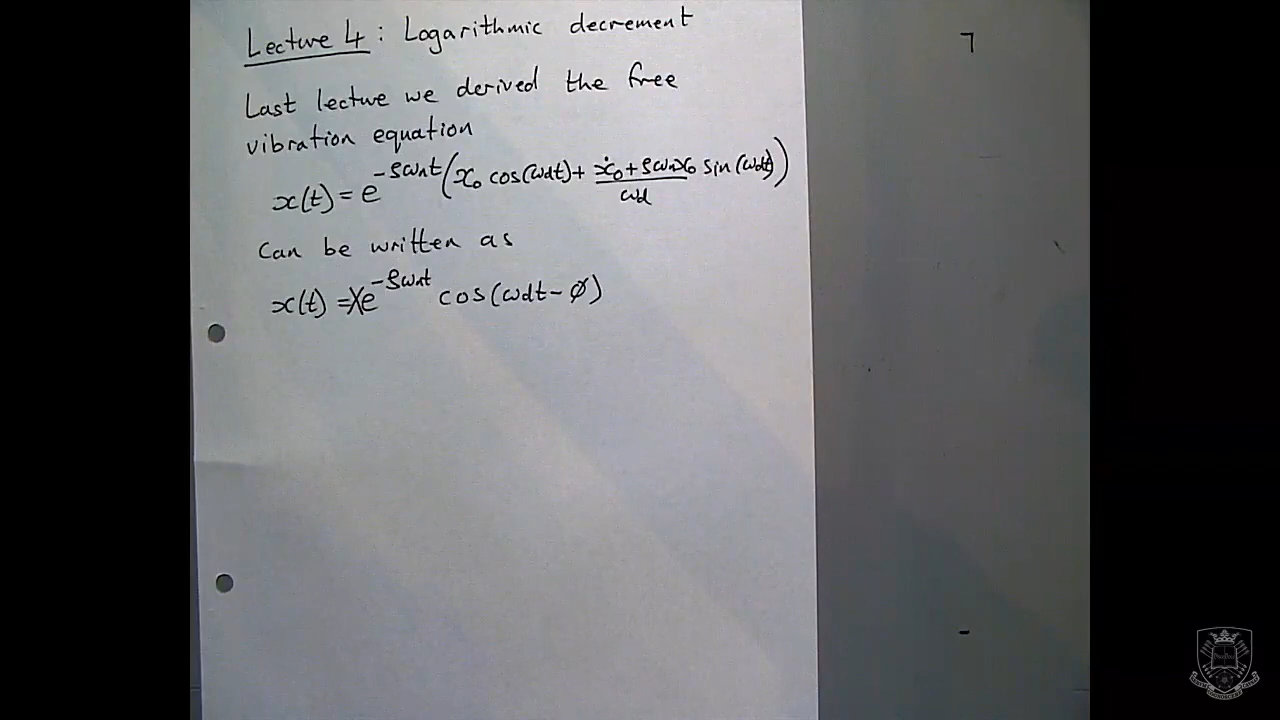 Lecture 4 : Logarithmic decrement
7
Last lecture we derived the free
vibration equation
x(t) = e^{-ζωnt}(x₀ cos(ωdt) + (ẋ₀ + ζωnx₀)/ωd sin(ωdt))
Can be written as
x(t) = Xe^{-ζωnt} cos(ωdt - ø)